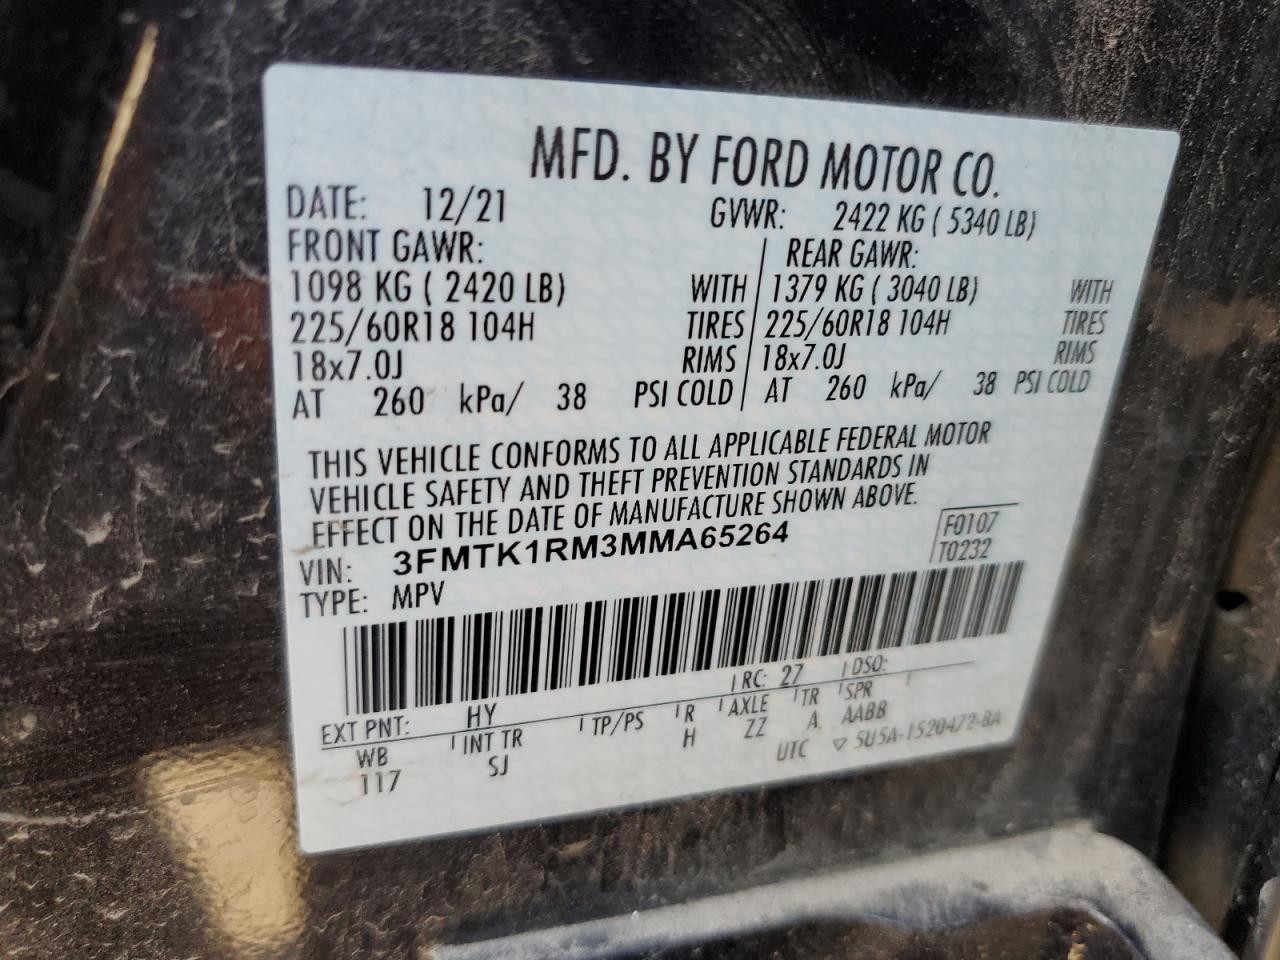 MFD. BY FORD MOTOR CO.
DATE: 12/21 GVWR: 2422 KG ( 5340 LB)
FRONT GAWR: REAR GAWR:
1098 KG ( 2420 LB) WITH 1379 KG ( 3040 LB) WITH
225/60R18 104H TIRES 225/60R18 104H TIRES
18x7.0J RIMS 18x7.0J RIMS
AT 260 kPa/ 38 PSI COLD AT 260 kPa/ 38 PSI COLD
THIS VEHICLE CONFORMS TO ALL APPLICABLE FEDERAL MOTOR
VEHICLE SAFETY AND THEFT PREVENTION STANDARDS IN
EFFECT ON THE DATE OF MANUFACTURE SHOWN ABOVE.
VIN: 3FMTK1RM3MMA65264 F0107
TYPE: MPV T0232
EXT PNT: HY RC: 27 DSO:
WB INT TR TP/PS R AXLE TR SPR
117 SJ H ZZ A AABB
UTC ▽ 5U5A-1520472-BA